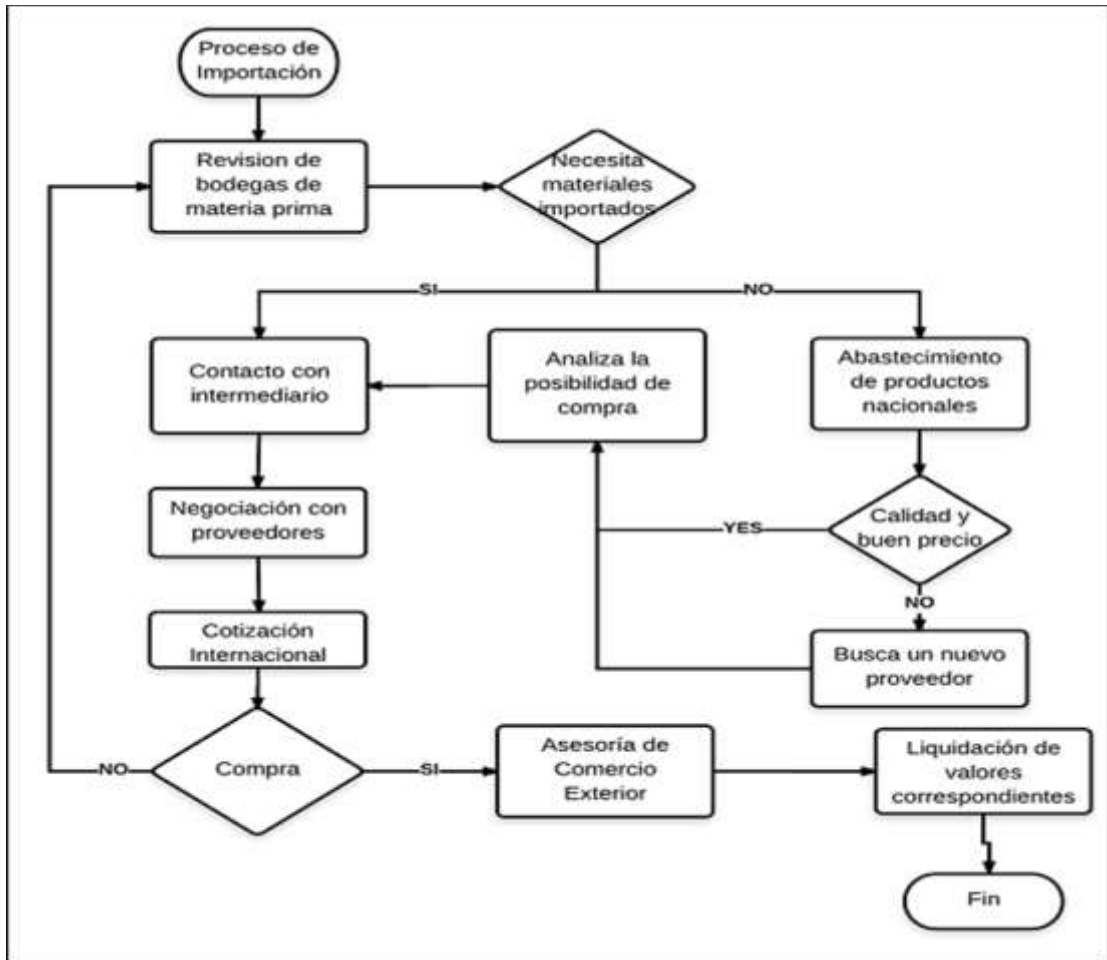 Proceso de
Importación
Revision de
bodegas de
materia prima
Necesita
materiales
importados
SI
NO
Contacto con
intermediario
Analiza la
posibilidad de
compra
Abastecimiento
de productos
nacionales
Negociación con
proveedores
YES
Calidad y
buen precio
NO
Cotización
Internacional
Busca un nuevo
proveedor
NO
Compra
SI
Asesoría de
Comercio
Exterior
Liquidación de
valores
correspondientes
Fin